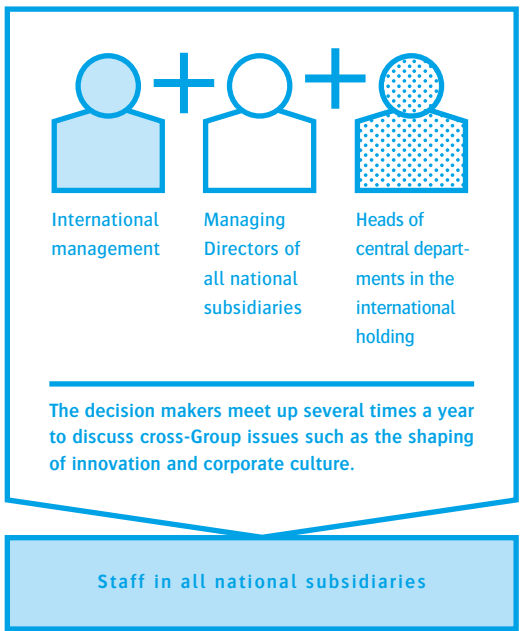 International
management
Managing
Directors of
all national
subsidiaries
Heads of
central depart-
ments in the
international
holding
The decision makers meet up several times a year
to discuss cross-Group issues such as the shaping
of innovation and corporate culture.
Staff in all national subsidiaries